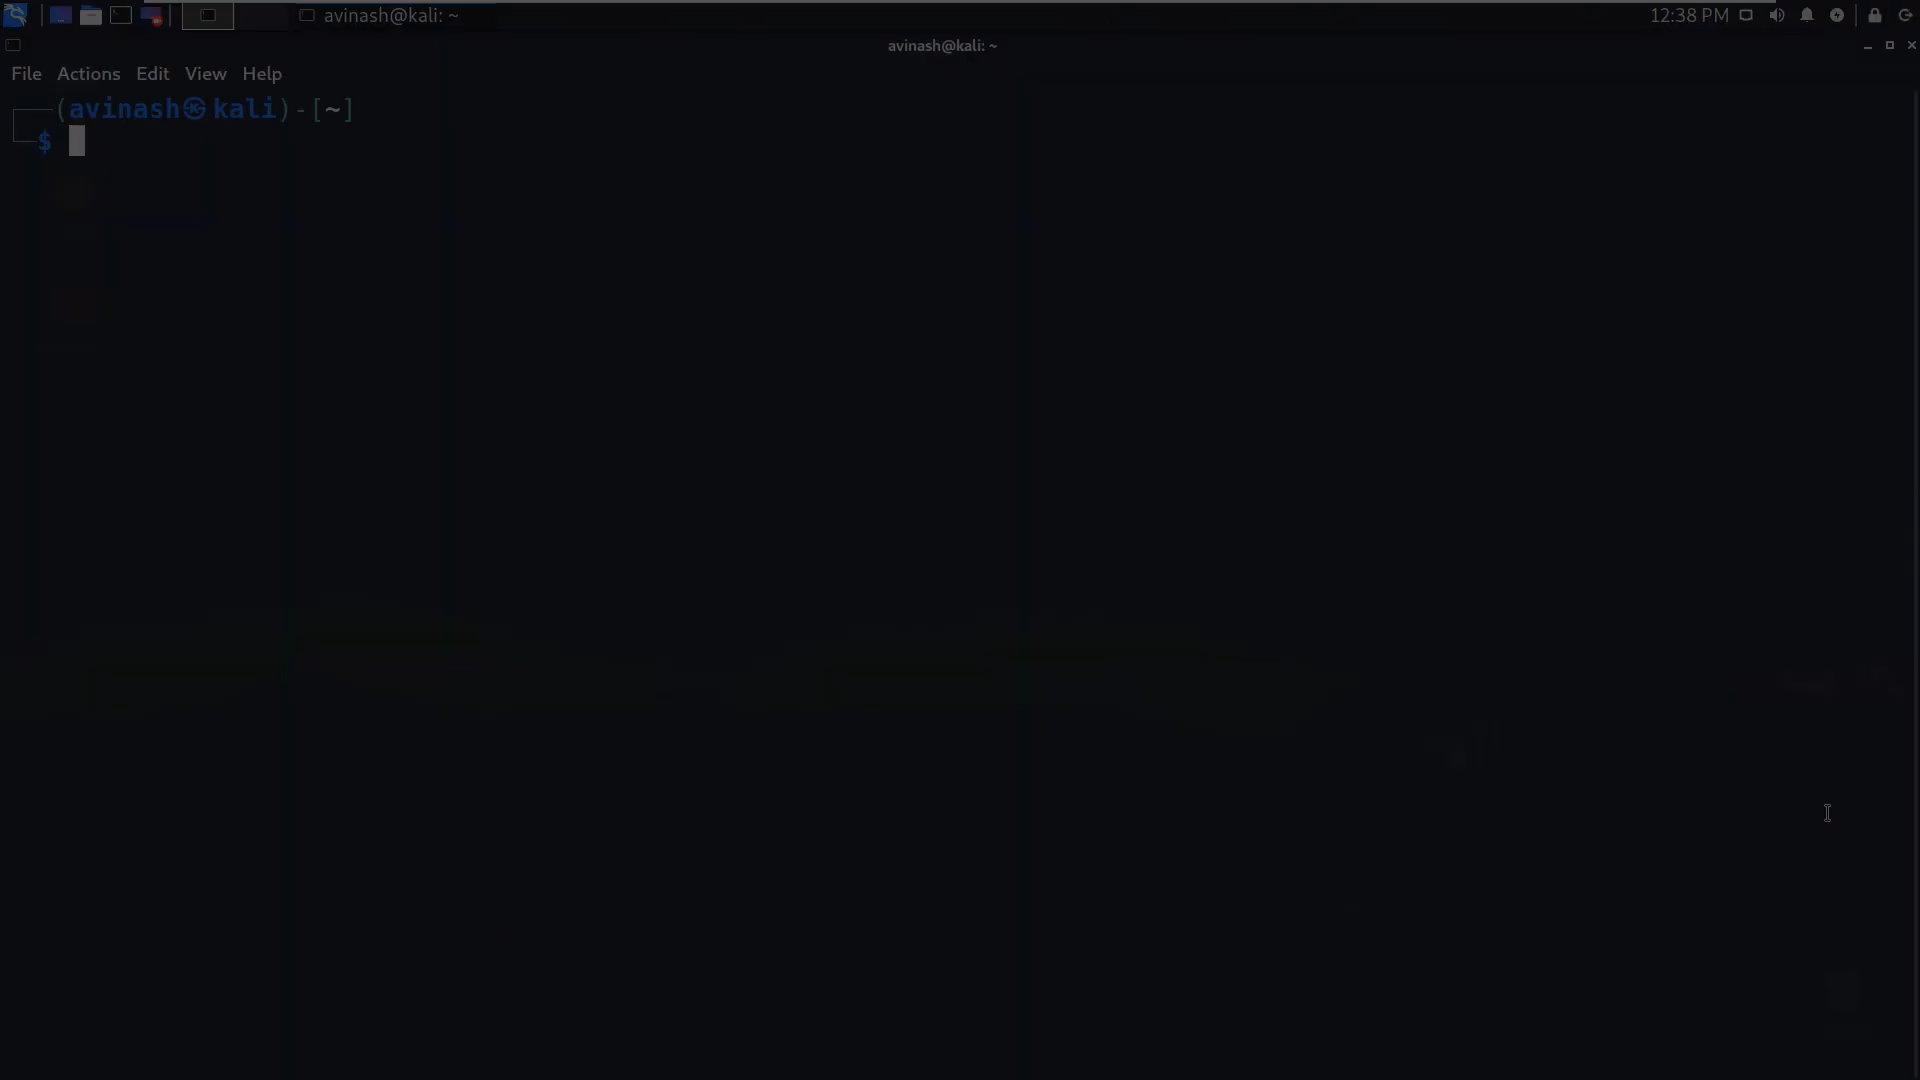 avinash@kali: ~
12:38 PM
avinash@kali: ~
File Actions Edit View Help
(avinash㉿kali)-[~]
$